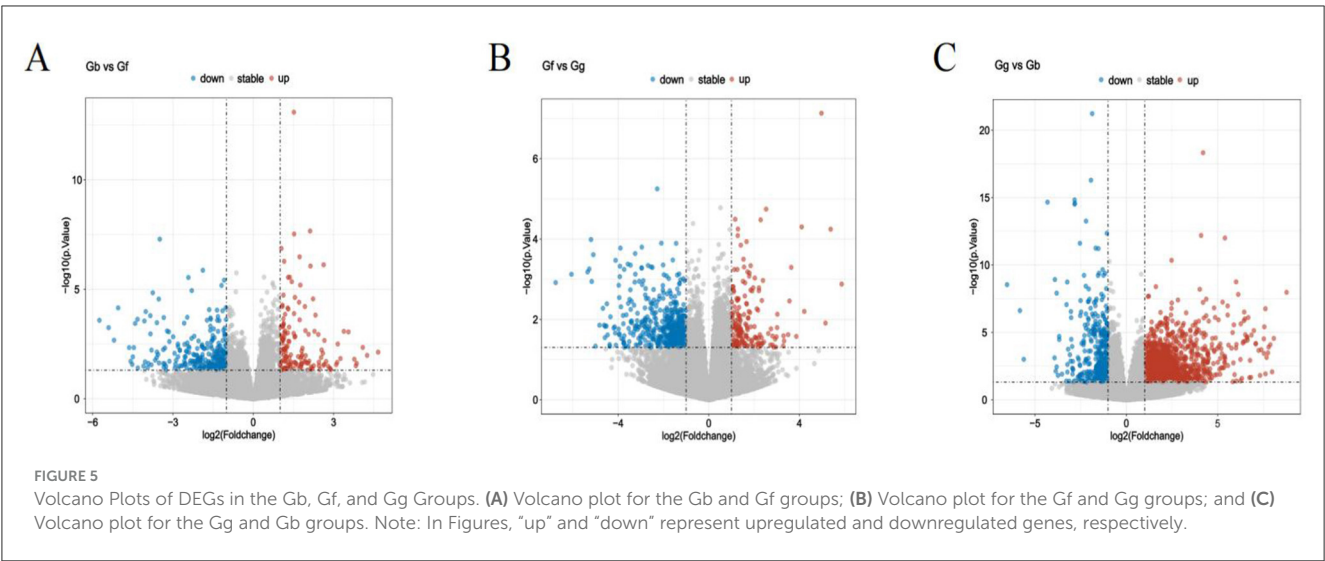 A
Gb vs Gf
down stable up
10
5
0
−6 −3 0 3
−log10(p.Value)
log2(Foldchange)
B
Gf vs Gg
down stable up
6
4
2
0
−4 0 4
−log10(p.Value)
log2(Foldchange)
C
Gg vs Gb
down stable up
20
15
10
5
0
−5 0 5
−log10(p.Value)
log2(Foldchange)
FIGURE 5
Volcano Plots of DEGs in the Gb, Gf, and Gg Groups. (A) Volcano plot for the Gb and Gf groups; (B) Volcano plot for the Gf and Gg groups; and (C)
Volcano plot for the Gg and Gb groups. Note: In Figures, “up” and “down” represent upregulated and downregulated genes, respectively.